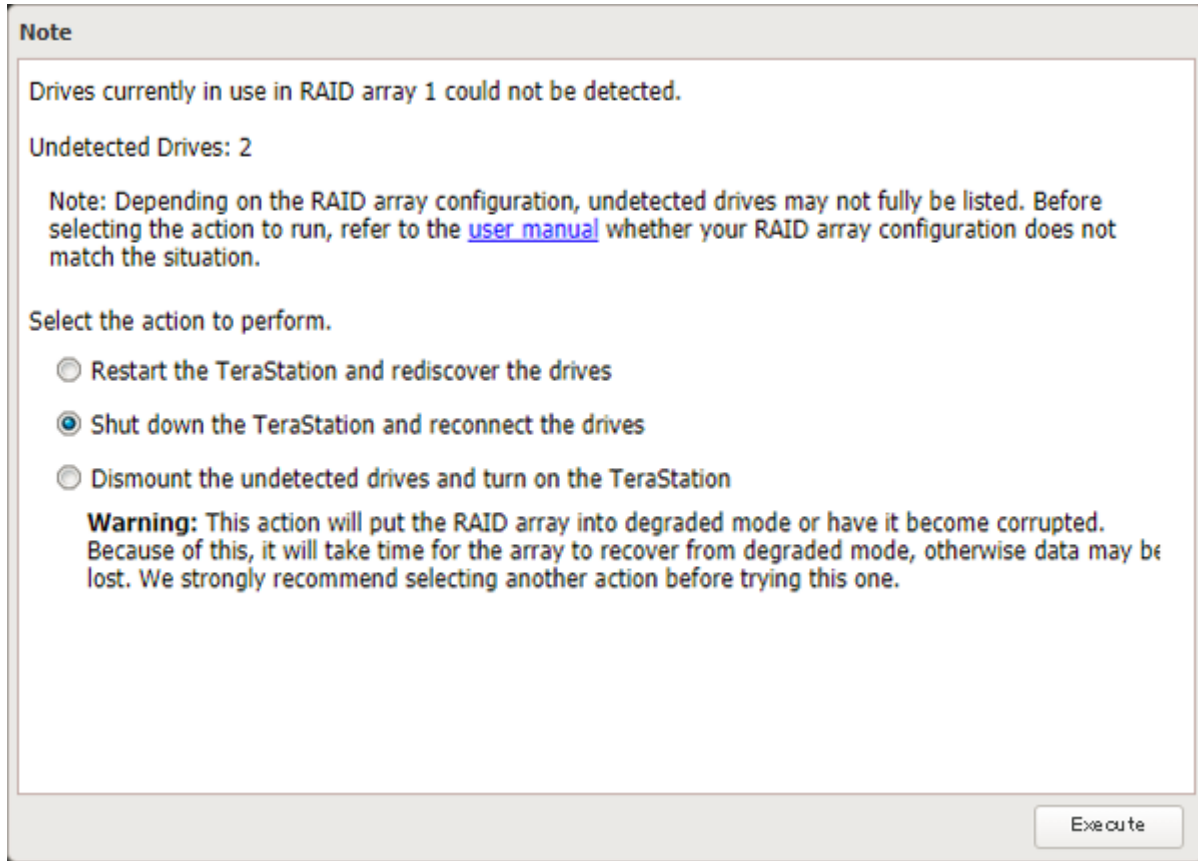 Note
Drives currently in use in RAID array 1 could not be detected.
Undetected Drives: 2
Note: Depending on the RAID array configuration, undetected drives may not fully be listed. Before
selecting the action to run, refer to the user manual whether your RAID array configuration does not
match the situation.
Select the action to perform.
Restart the TeraStation and rediscover the drives
Shut down the TeraStation and reconnect the drives
Dismount the undetected drives and turn on the TeraStation
Warning: This action will put the RAID array into degraded mode or have it become corrupted.
Because of this, it will take time for the array to recover from degraded mode, otherwise data may be
lost. We strongly recommend selecting another action before trying this one.
Execute